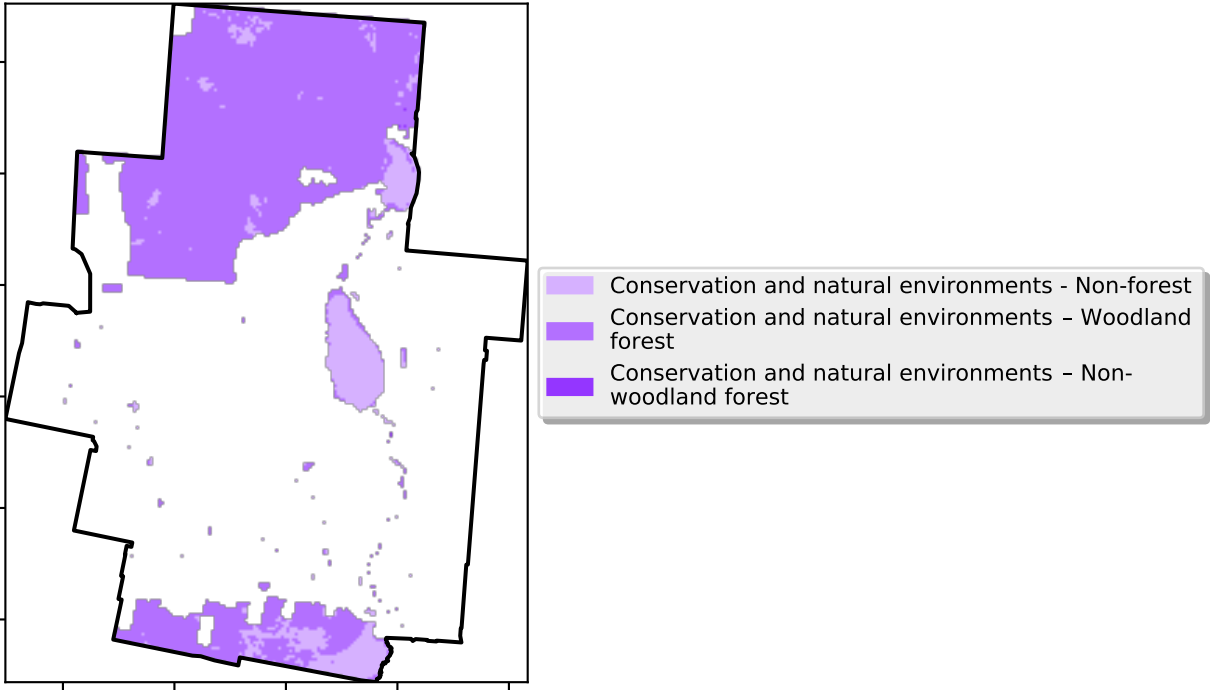 Conservation and natural environments - Non-forest
Conservation and natural environments – Woodland
forest
Conservation and natural environments – Non-
woodland forest